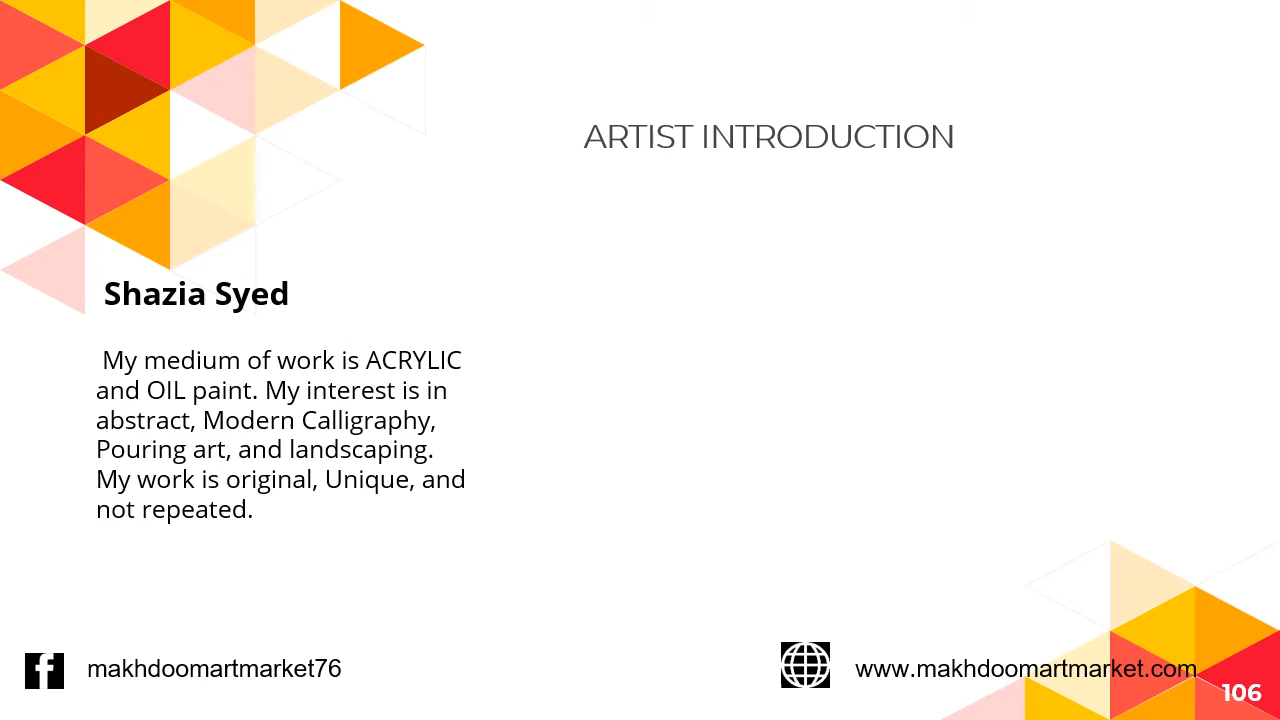 ARTIST INTRODUCTION
Shazia Syed
My medium of work is ACRYLIC
and OIL paint. My interest is in
abstract, Modern Calligraphy,
Pouring art, and landscaping.
My work is original, Unique, and
not repeated.
makhdoomartmarket76
www.makhdoomartmarket.com
106